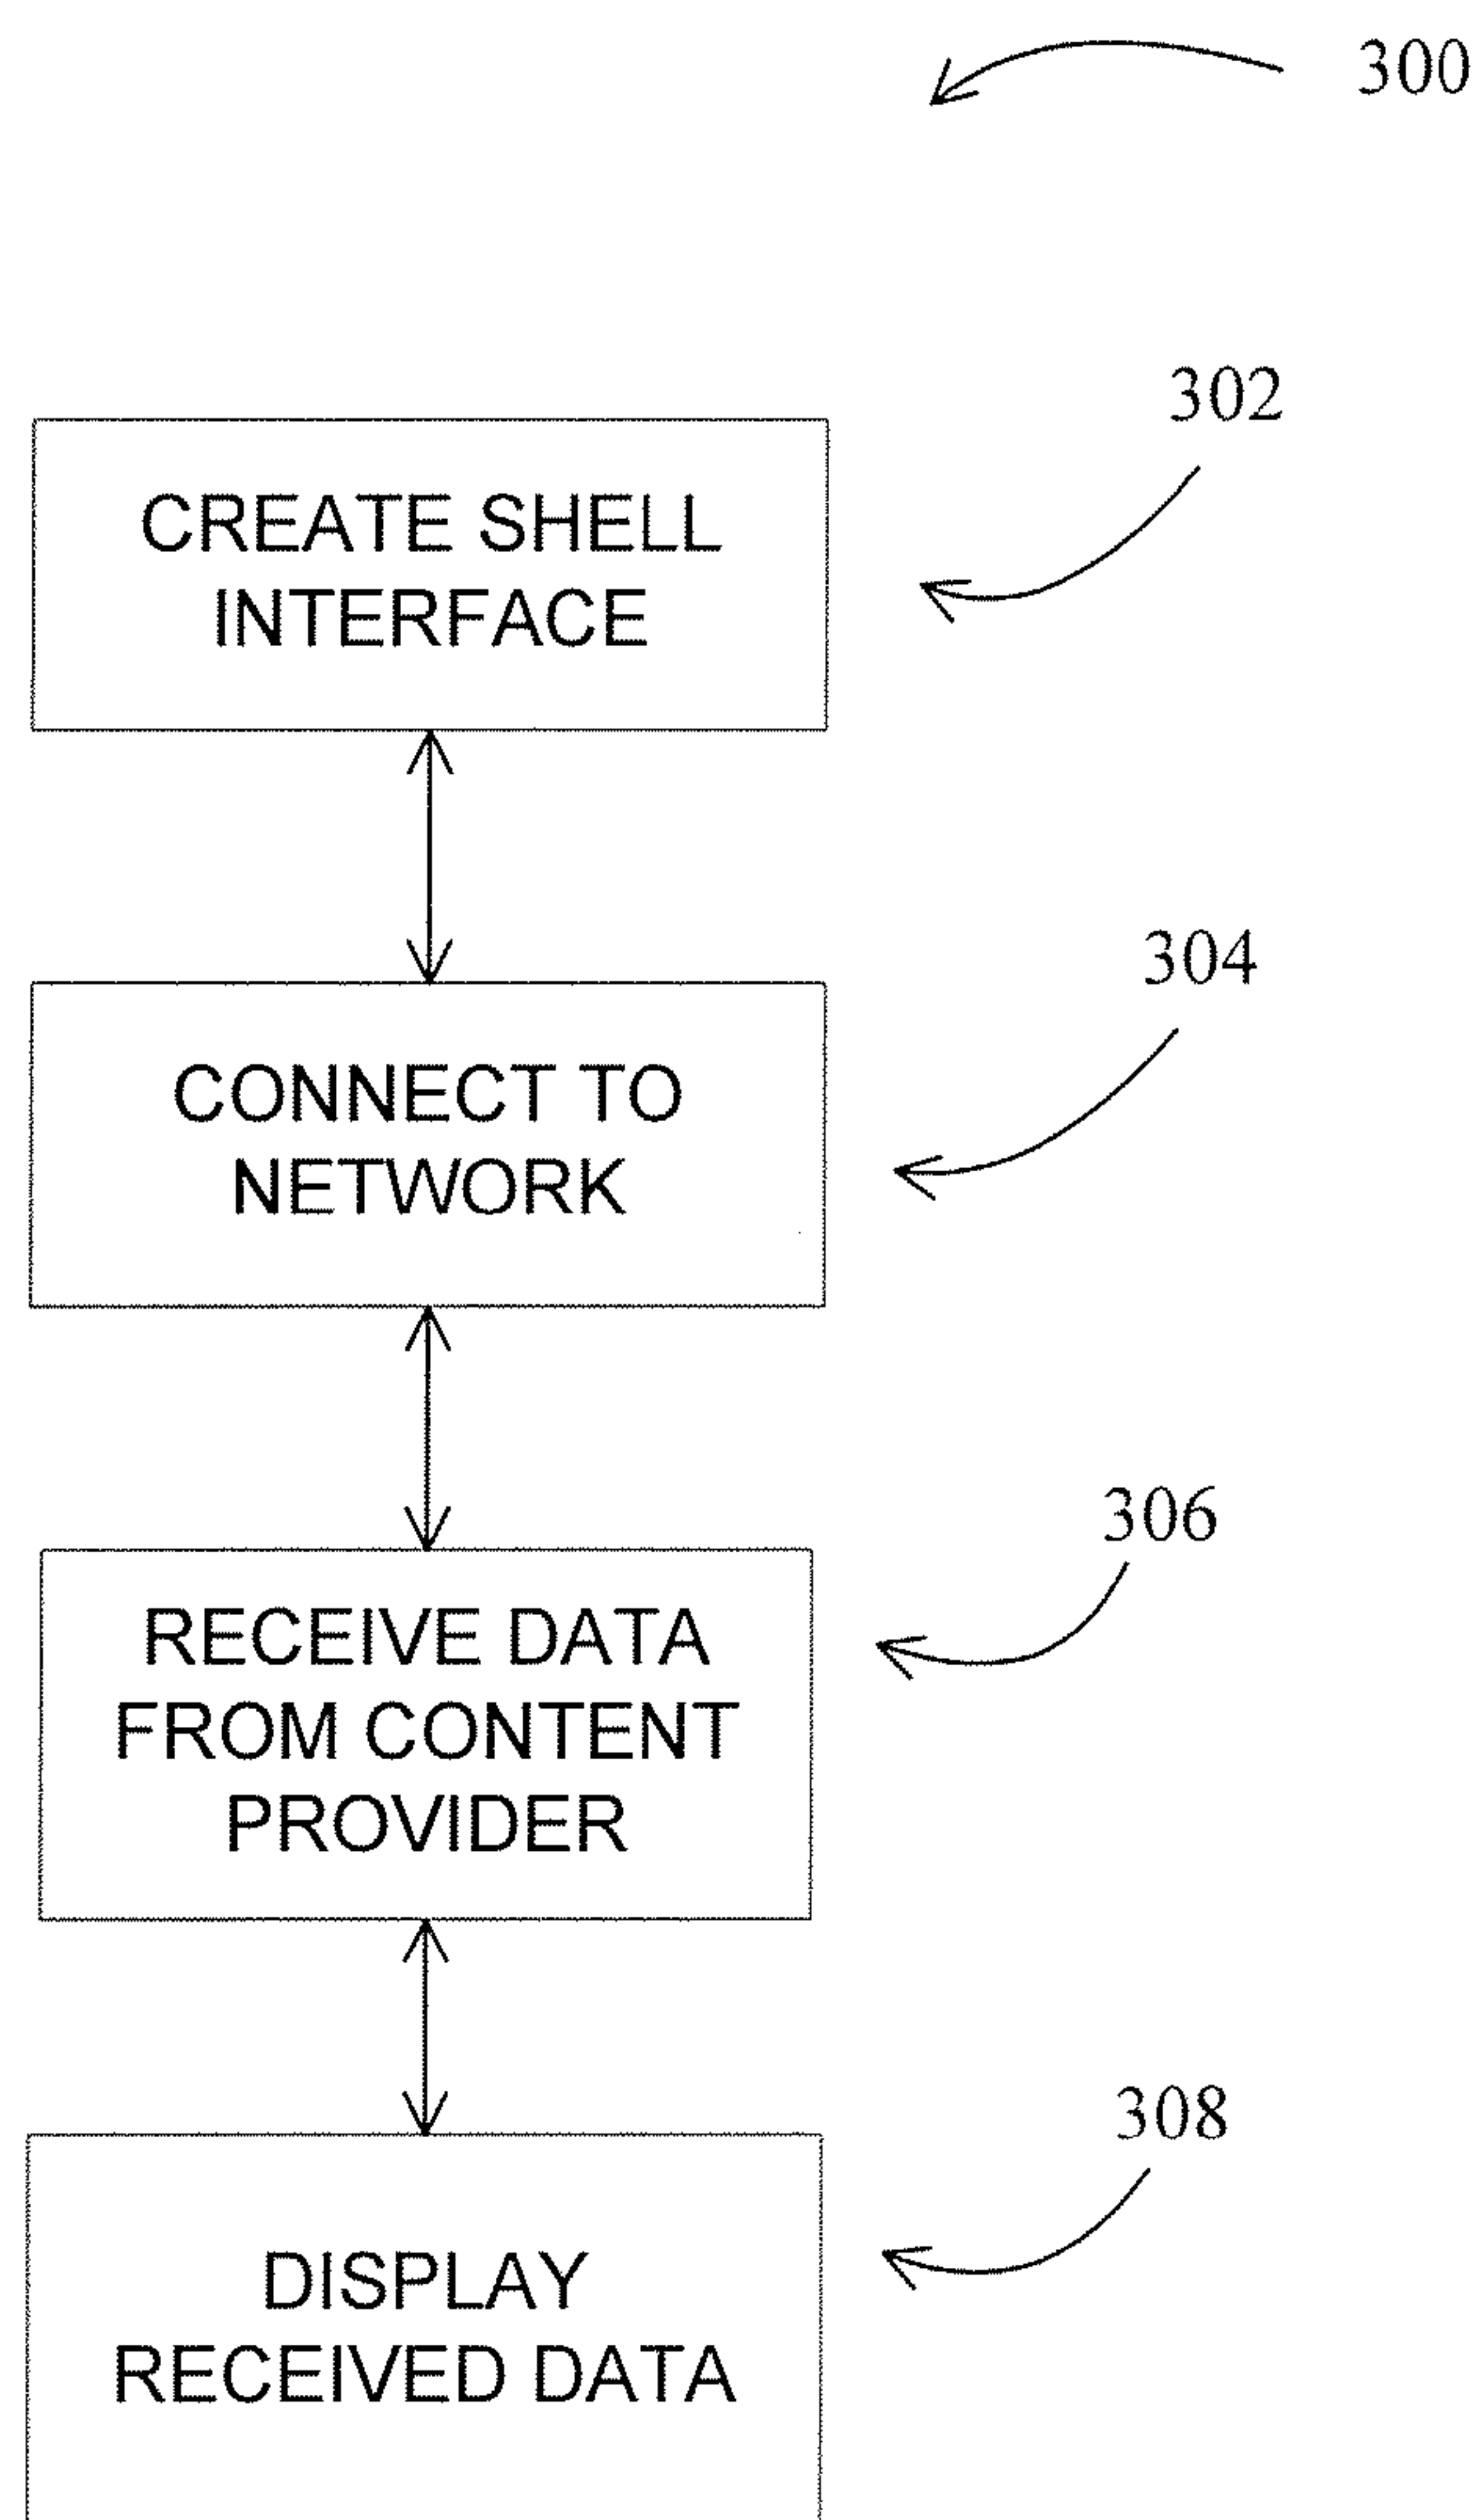 300
302
CREATE SHELL
INTERFACE
304
CONNECT TO
NETWORK
306
RECEIVE DATA
FROM CONTENT
PROVIDER
308
DISPLAY
RECEIVED DATA